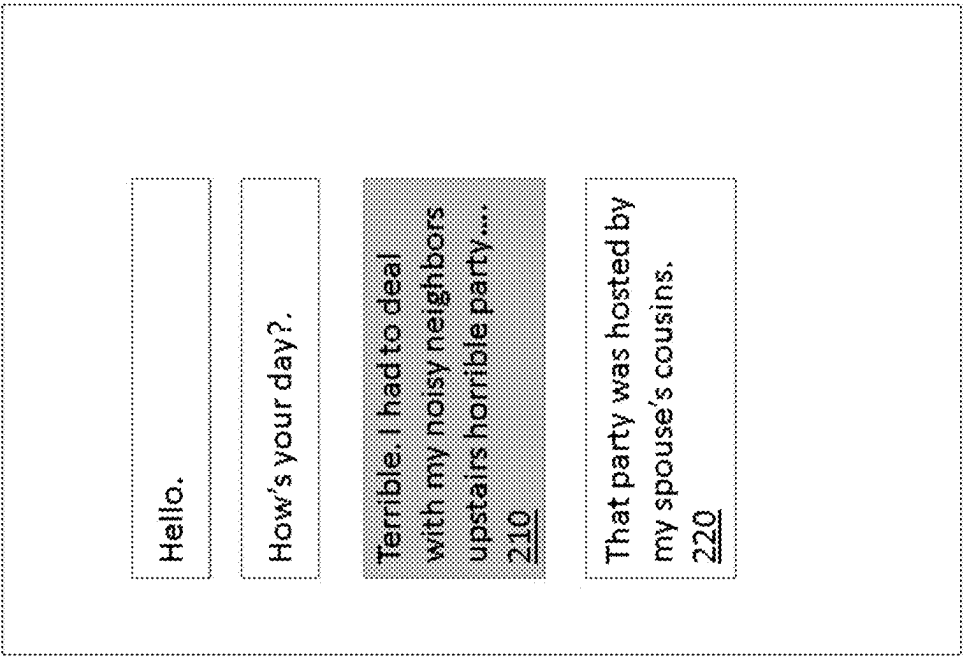 Hello.
How's your day?.
Terrible. I had to deal
with my noisy neighbors
upstairs horrible party....
210
That party was hosted by
my spouse's cousins.
220